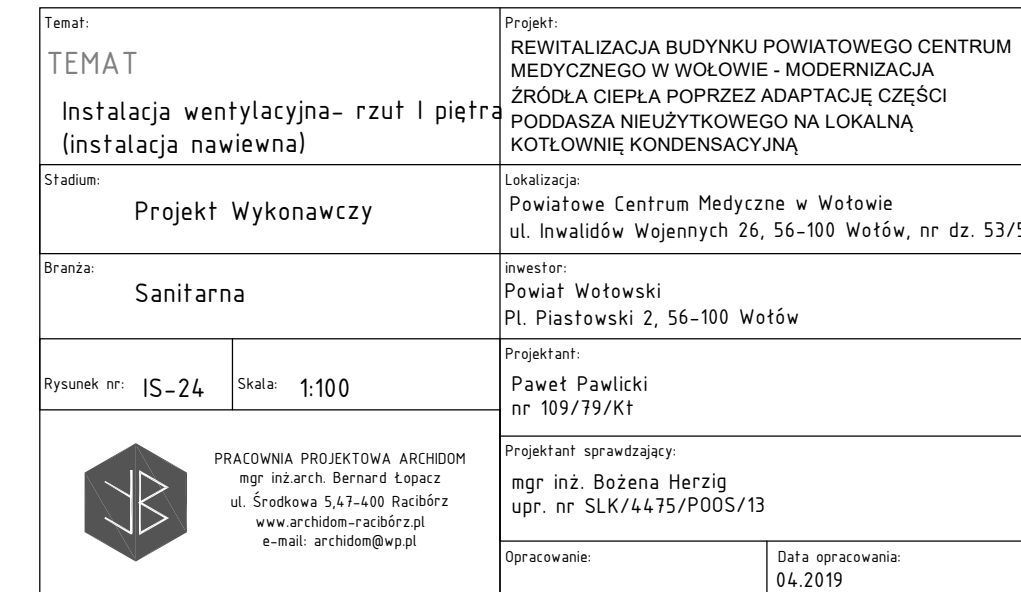 Temat:
TEMAT
Instalacja wentylacyjna- rzut I piętra
(instalacja nawiewna)
Projekt:
REWITALIZACJA BUDYNKU POWIATOWEGO CENTRUM
MEDYCZNEGO W WOŁOWIE - MODERNIZACJA
ŹRÓDŁA CIEPŁA POPRZEZ ADAPTACJĘ CZĘŚCI
PODDASZA NIEUŻYTKOWEGO NA LOKALNĄ
KOTŁOWNIĘ KONDENSACYJNĄ
Stadium:
Projekt Wykonawczy
Lokalizacja:
Powiatowe Centrum Medyczne w Wołowie
ul. Inwalidów Wojennych 26, 56-100 Wołów, nr dz. 53/5
Branża:
Sanitarna
inwestor:
Powiat Wołowski
Pl. Piastowski 2, 56-100 Wołów
Rysunek nr: IS-24
Skala: 1:100
Projektant:
Paweł Pawlicki
nr 109/79/Kt
PRACOWNIA PROJEKTOWA ARCHIDOM
mgr inż.arch. Bernard Łopacz
ul. Środkowa 5,47-400 Racibórz
www.archidom-racibórz.pl
e-mail: archidom@wp.pl
Projektant sprawdzający:
mgr inż. Bożena Herzig
upr. nr SLK/4475/POOS/13
Opracowanie:
Data opracowania:
04.2019